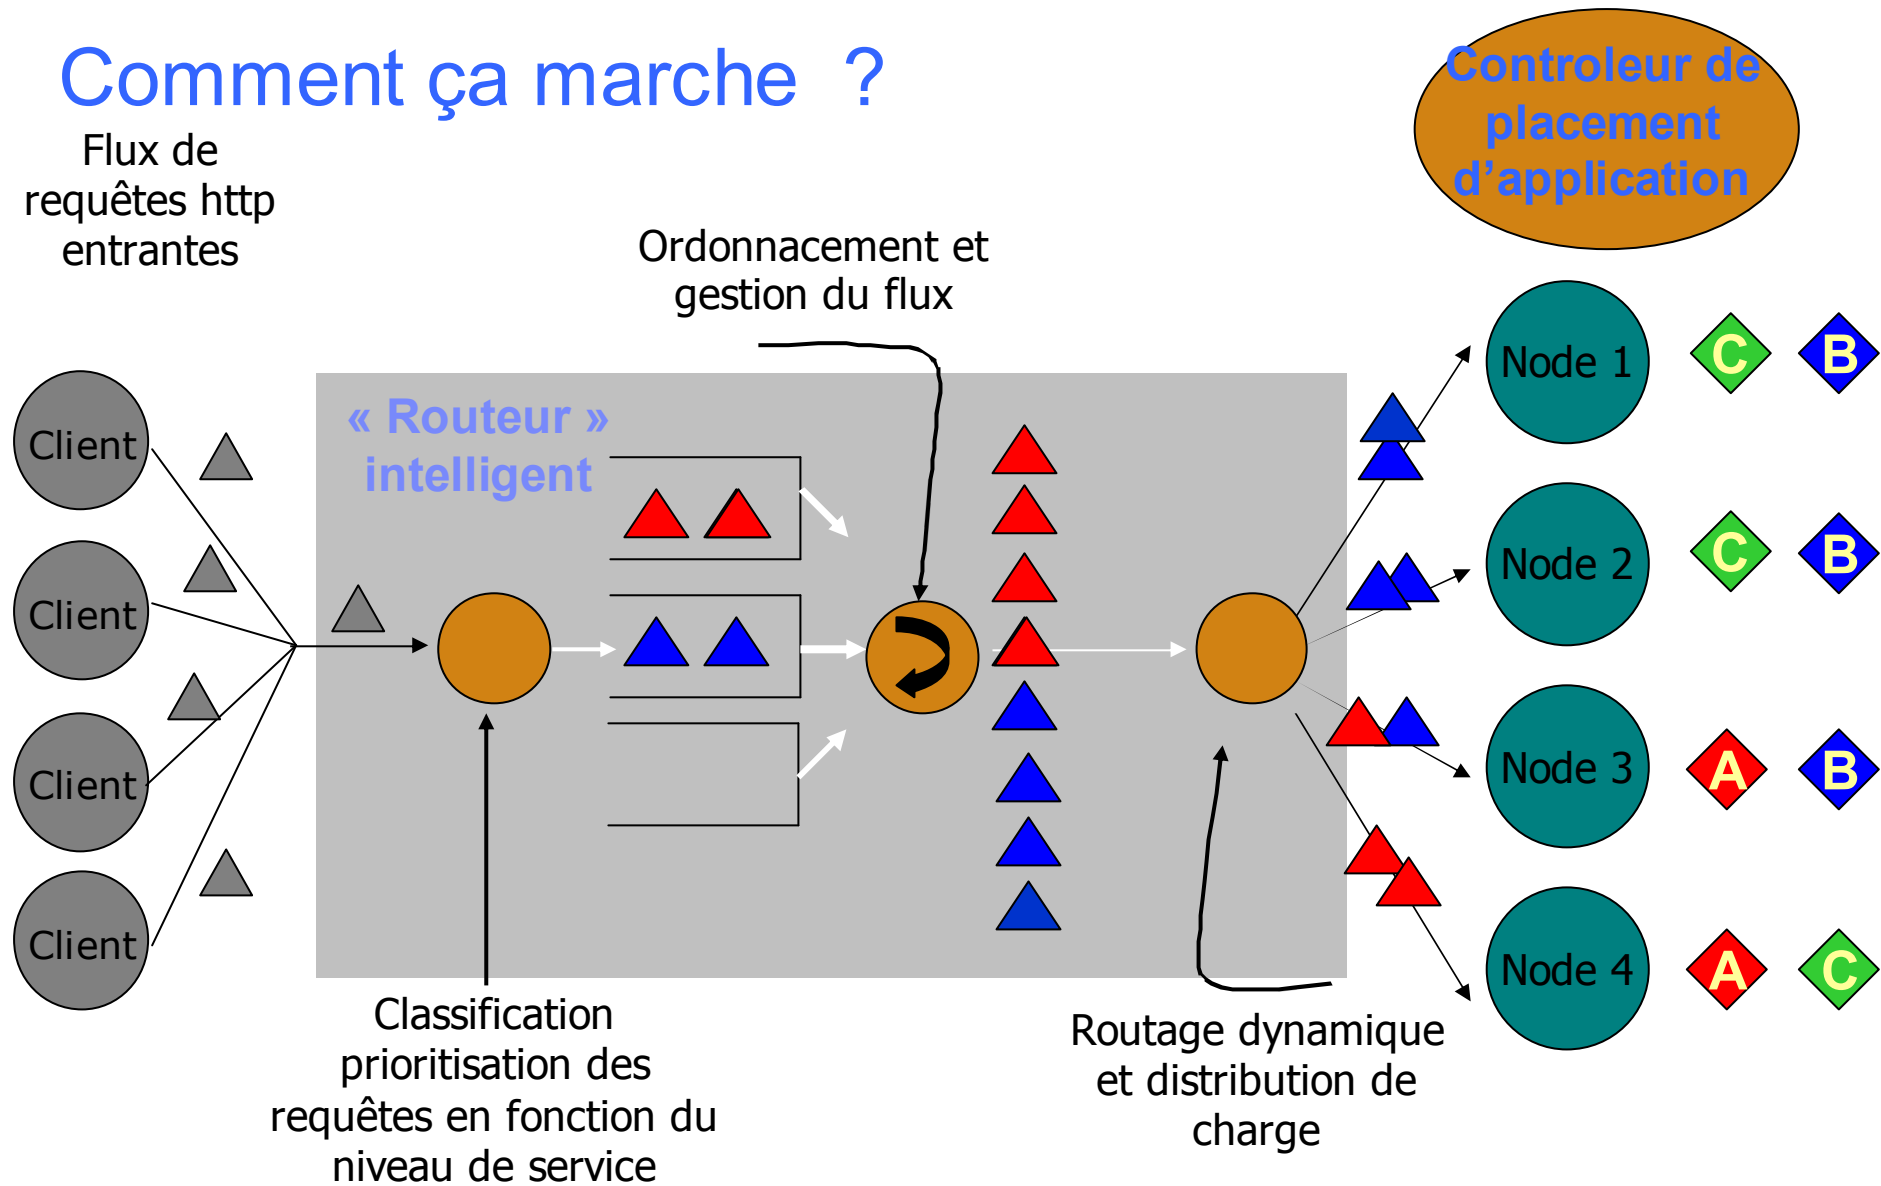 Comment ça marche ?
Controleur de
placement
d’application
Flux de
requêtes http
entrantes
Ordonnacement et
gestion du flux
« Routeur »
intelligent
Client
Client
Client
Client
Node 1
C B
Node 2
C B
Node 3
A B
Node 4
A C
Classification
prioritisation des
requêtes en fonction du
niveau de service
Routage dynamique
et distribution de
charge